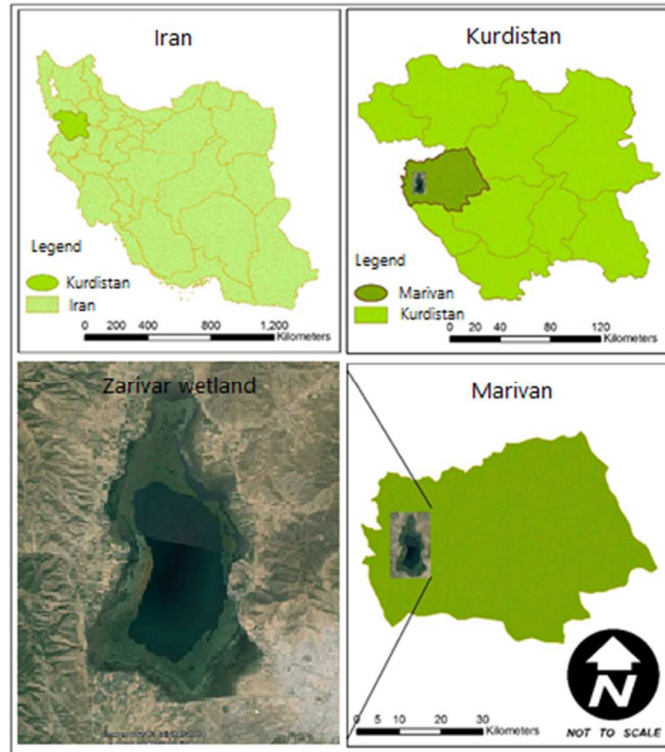 Iran
Legend
Kurdistan
Iran
0 200 400 800 1,200
Kilometers
Kurdistan
Legend
Marivan
Kurdistan
0 20 40 80 120
Kilometers
Zarivar wetland
Marivan
0 5 10 20 30
Kilometers
N
NOT TO SCALE